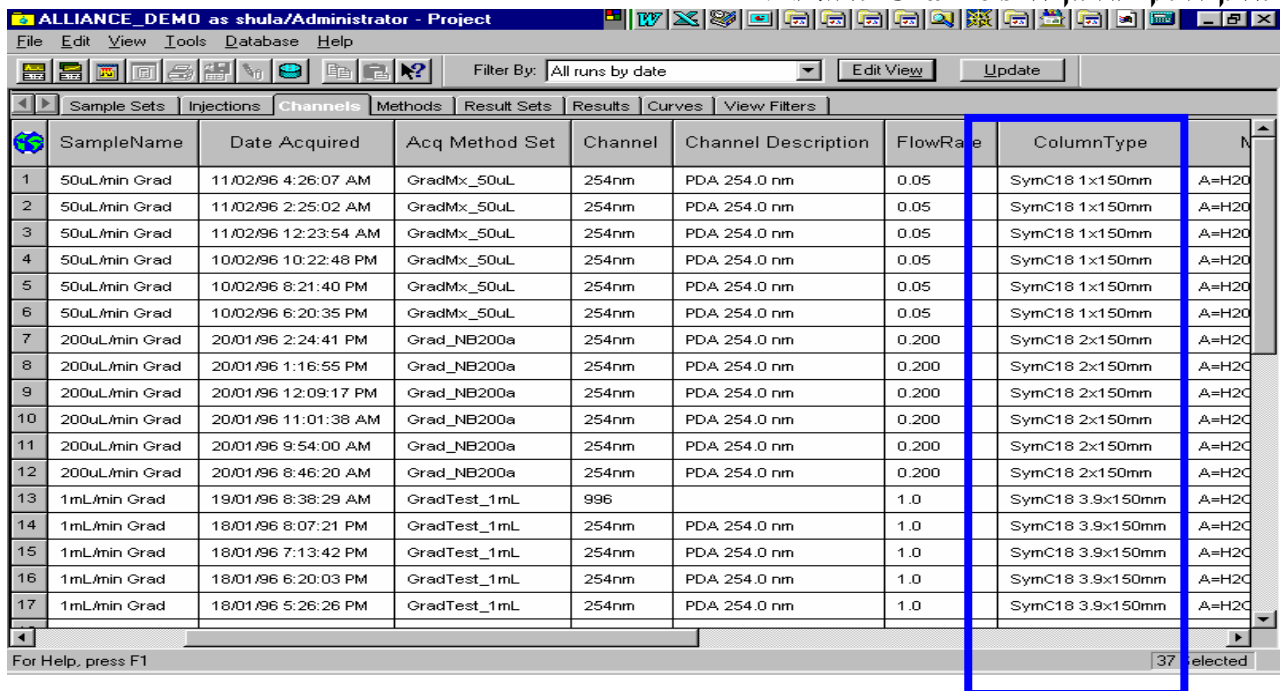 ALLIANCE_DEMO as shula/Administrator - Project
File Edit View Tools Database Help
Filter By: All runs by date Edit View Update
Sample Sets Injections Channels Methods Result Sets Results Curves View Filters
SampleName Date Acquired Acq Method Set Channel Channel Description FlowRate ColumnType
1 50uL/min Grad 11/02/96 4:26:07 AM GradMx_50uL 254nm PDA 254.0 nm 0.05 SymC18 1x150mm A=H2O
2 50uL/min Grad 11/02/96 2:25:02 AM GradMx_50uL 254nm PDA 254.0 nm 0.05 SymC18 1x150mm A=H2O
3 50uL/min Grad 11/02/96 12:23:54 AM GradMx_50uL 254nm PDA 254.0 nm 0.05 SymC18 1x150mm A=H2O
4 50uL/min Grad 10/02/96 10:22:48 PM GradMx_50uL 254nm PDA 254.0 nm 0.05 SymC18 1x150mm A=H2O
5 50uL/min Grad 10/02/96 8:21:40 PM GradMx_50uL 254nm PDA 254.0 nm 0.05 SymC18 1x150mm A=H2O
6 50uL/min Grad 10/02/96 6:20:35 PM GradMx_50uL 254nm PDA 254.0 nm 0.05 SymC18 1x150mm A=H2O
7 200uL/min Grad 20/01/96 2:24:41 PM Grad_NB200a 254nm PDA 254.0 nm 0.200 SymC18 2x150mm A=H2O
8 200uL/min Grad 20/01/96 1:16:55 PM Grad_NB200a 254nm PDA 254.0 nm 0.200 SymC18 2x150mm A=H2O
9 200uL/min Grad 20/01/96 12:09:17 PM Grad_NB200a 254nm PDA 254.0 nm 0.200 SymC18 2x150mm A=H2O
10 200uL/min Grad 20/01/96 11:01:38 AM Grad_NB200a 254nm PDA 254.0 nm 0.200 SymC18 2x150mm A=H2O
11 200uL/min Grad 20/01/96 9:54:00 AM Grad_NB200a 254nm PDA 254.0 nm 0.200 SymC18 2x150mm A=H2O
12 200uL/min Grad 20/01/96 8:46:20 AM Grad_NB200a 254nm PDA 254.0 nm 0.200 SymC18 2x150mm A=H2O
13 1mL/min Grad 19/01/96 8:38:29 AM GradTest_1mL 996 1.0 SymC18 3.9x150mm A=H2O
14 1mL/min Grad 18/01/96 8:07:21 PM GradTest_1mL 254nm PDA 254.0 nm 1.0 SymC18 3.9x150mm A=H2O
15 1mL/min Grad 18/01/96 7:13:42 PM GradTest_1mL 254nm PDA 254.0 nm 1.0 SymC18 3.9x150mm A=H2O
16 1mL/min Grad 18/01/96 6:20:03 PM GradTest_1mL 254nm PDA 254.0 nm 1.0 SymC18 3.9x150mm A=H2O
17 1mL/min Grad 18/01/96 5:26:26 PM GradTest_1mL 254nm PDA 254.0 nm 1.0 SymC18 3.9x150mm A=H2O
For Help, press F1 37 Selected